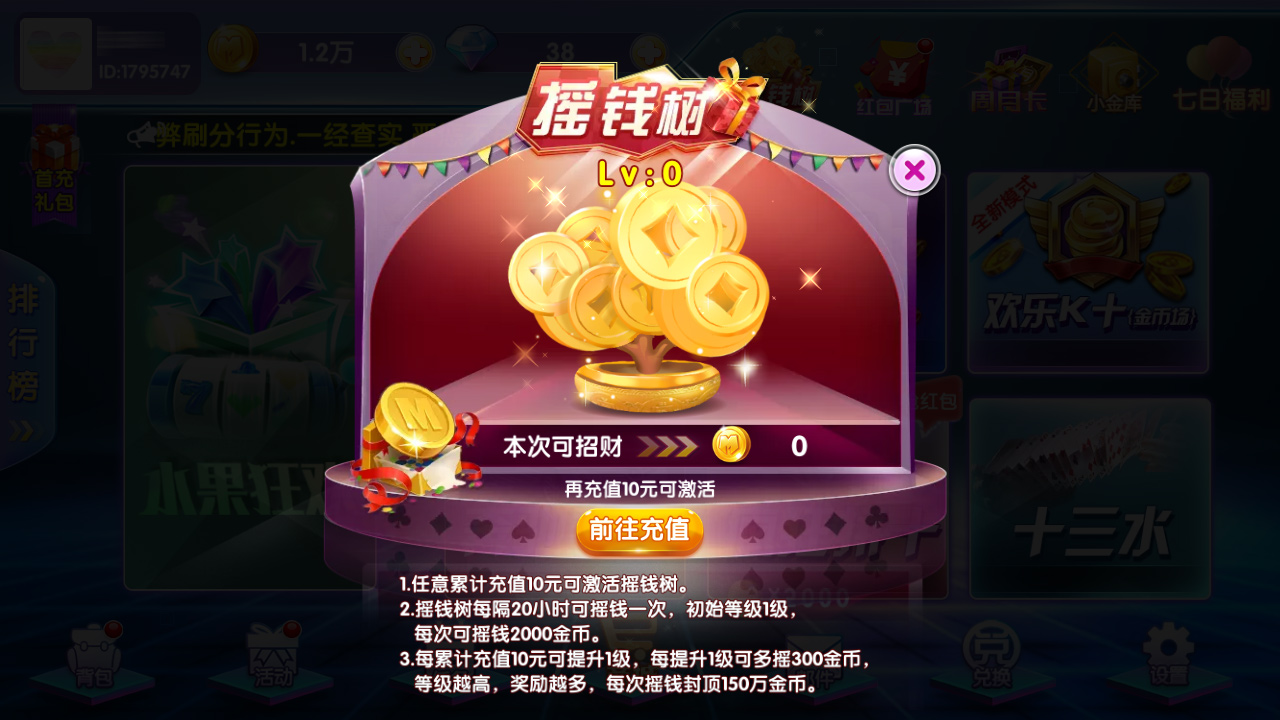 ID:1795747
1.2万
38
摇钱树
红包广场
周月卡
小金库
七日福利
弊刷分行为.一经查实
Lv:0
首充
礼包
全新模式
排行榜
欢乐K十(金币场)
红包
水果狂欢
本次可招财
0
再充值10元可激活
前往充值
十三水
1.任意累计充值10元可激活摇钱树。
2.摇钱树每隔20小时可摇钱一次，初始等级1级，
每次可摇钱2000金币。
3.每累计充值10元可提升1级，每提升1级可多摇300金币，
等级越高，奖励越多，每次摇钱封顶150万金币。
背包
活动
兑换
设置